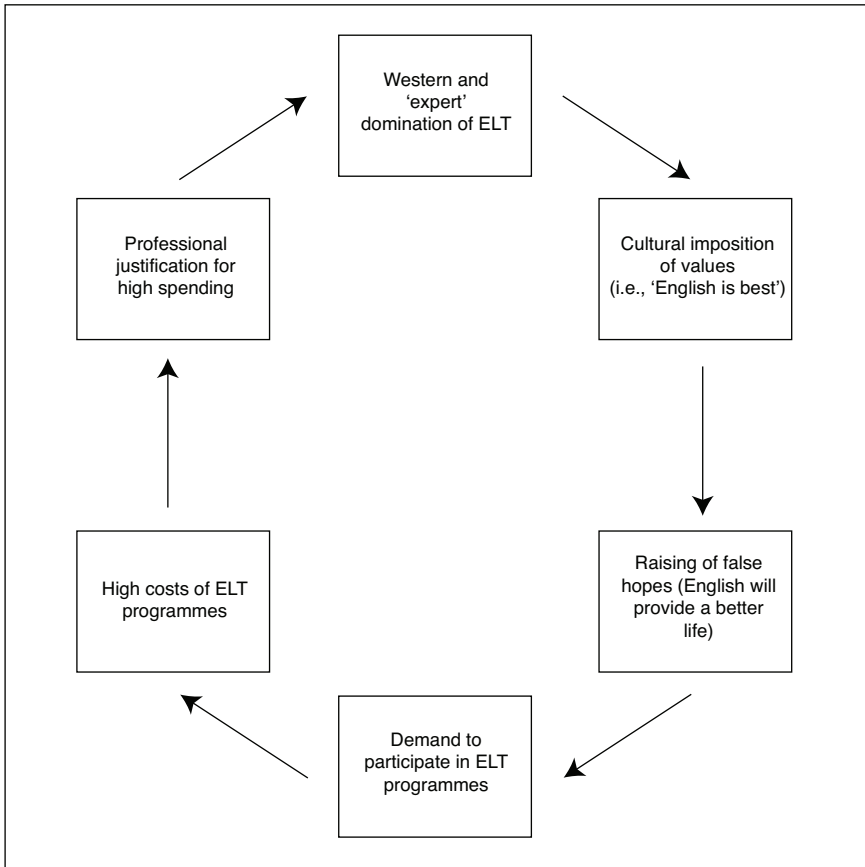 Western and
‘expert’
domination of ELT
Cultural imposition
of values
(i.e., ‘English is best’)
Raising of false
hopes (English will
provide a better
life)
Demand to
participate in ELT
programmes
High costs of ELT
programmes
Professional
justification for
high spending